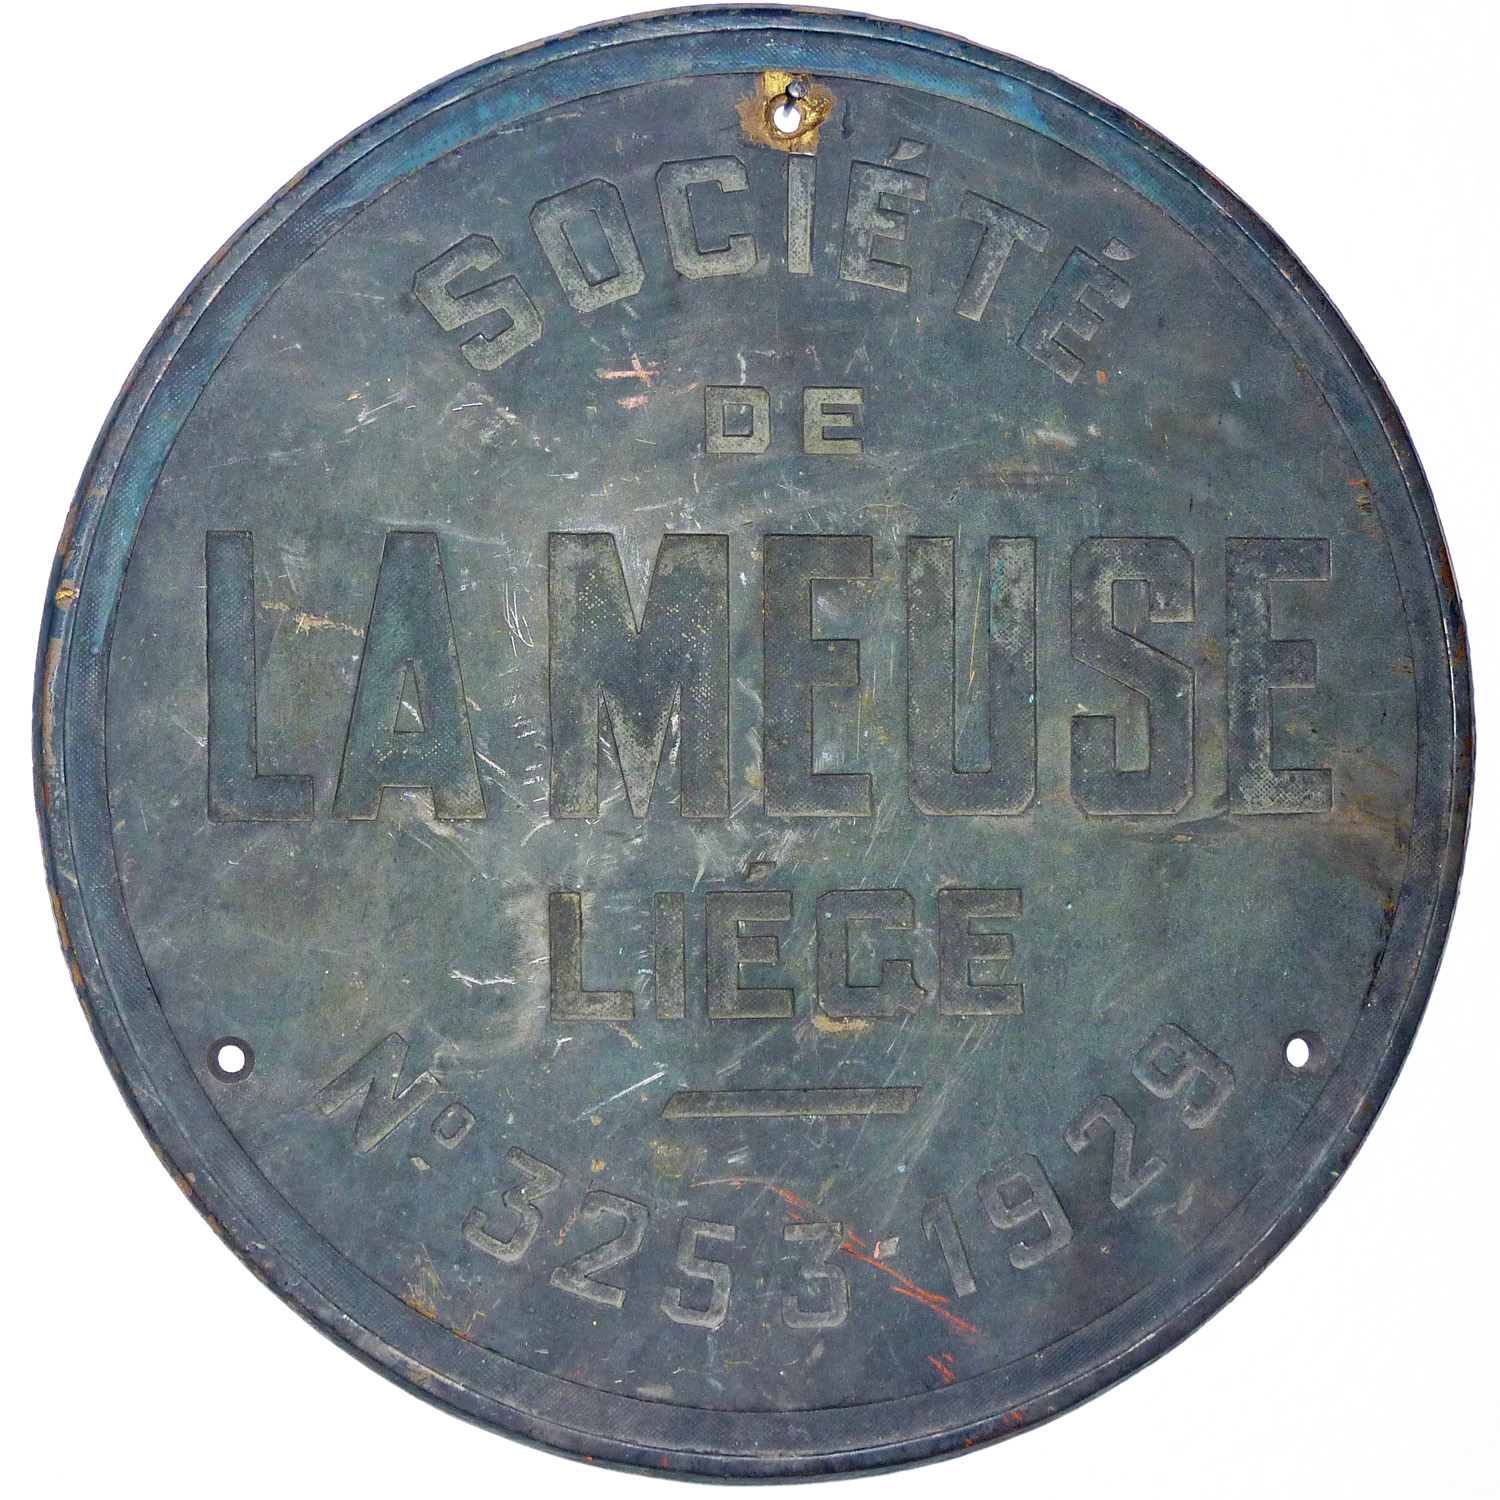 SOCIÉTÉ
DE
LA MEUSE
LIÉGE
No 3253·1929